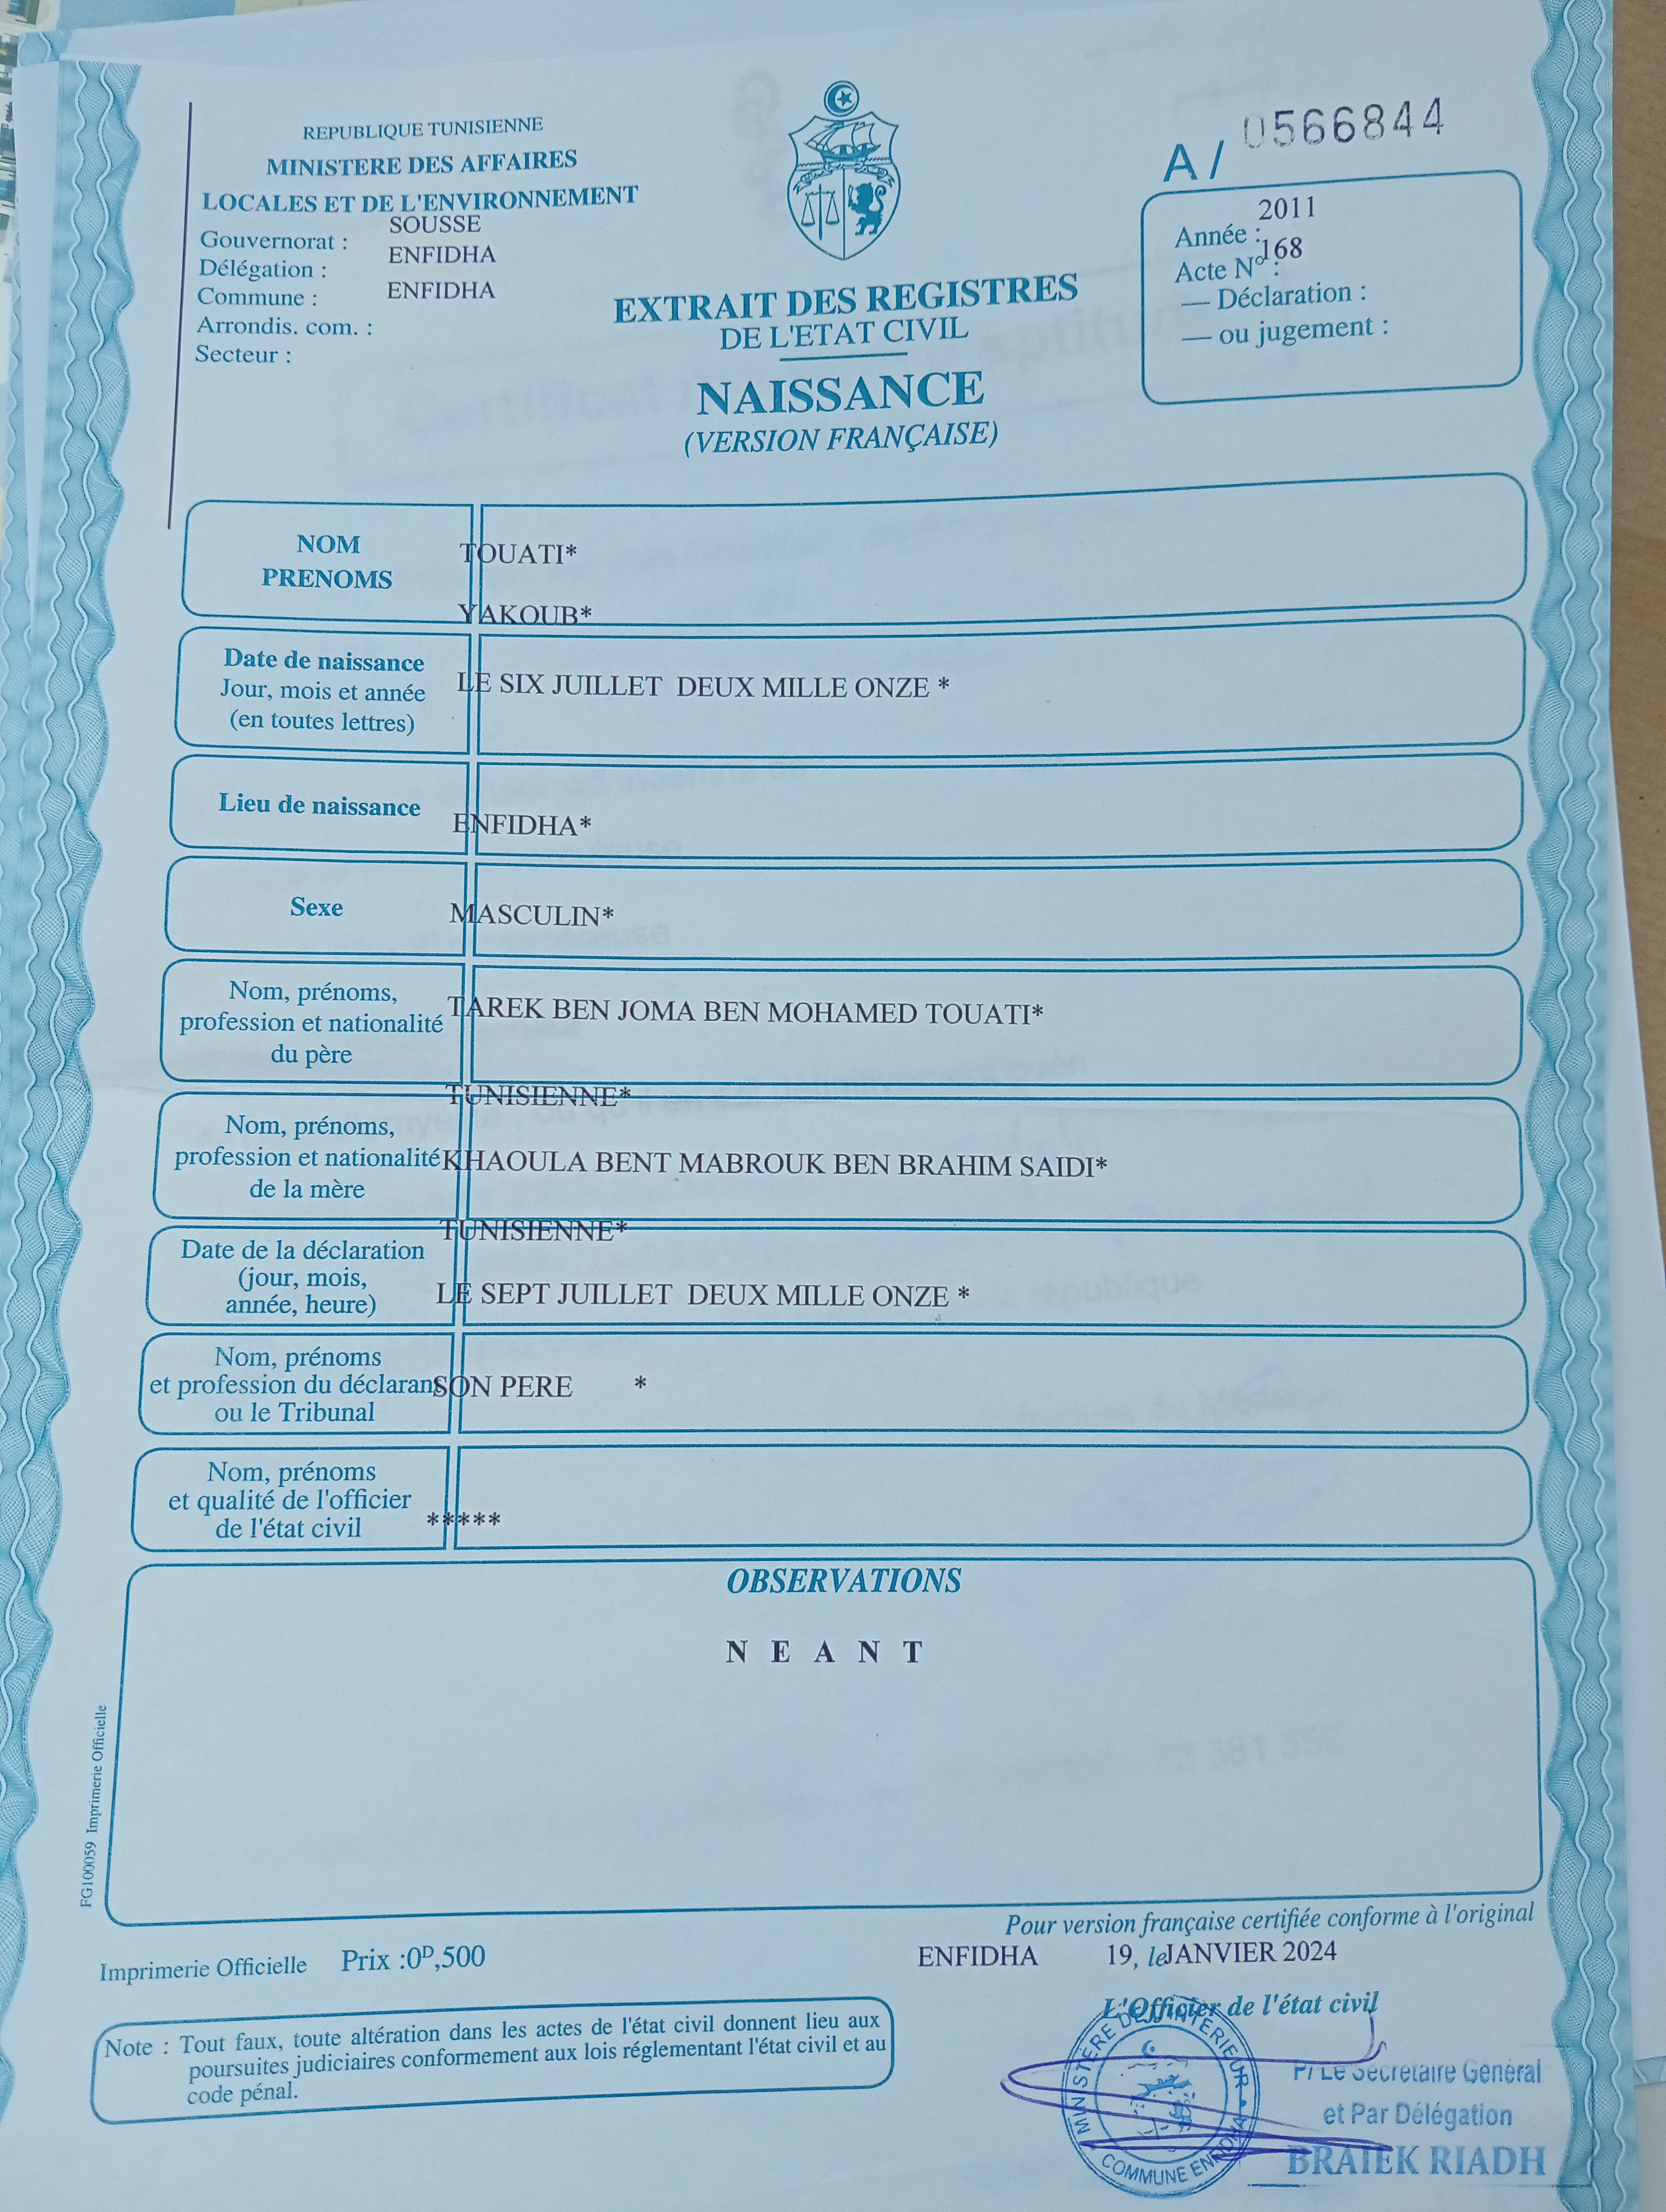 REPUBLIQUE TUNISIENNE
MINISTERE DES AFFAIRES
LOCALES ET DE L'ENVIRONNEMENT
Gouvernorat : SOUSSE
Délégation : ENFIDHA
Commune : ENFIDHA
Arrondis. com. :
Secteur :
A/ 0566844
Année : 2011
Acte N° : 168
— Déclaration :
— ou jugement :
EXTRAIT DES REGISTRES
DE L'ETAT CIVIL
NAISSANCE
(VERSION FRANÇAISE)
NOM
PRENOMS
TOUATI*
YAKOUB*
Date de naissance
Jour, mois et année
(en toutes lettres)
LE SIX JUILLET DEUX MILLE ONZE *
Lieu de naissance
ENFIDHA*
Sexe
MASCULIN*
Nom, prénoms,
profession et nationalité
du père
TAREK BEN JOMA BEN MOHAMED TOUATI*
TUNISIENNE*
Nom, prénoms,
profession et nationalité
de la mère
KHAOULA BENT MABROUK BEN BRAHIM SAIDI*
TUNISIENNE*
Date de la déclaration
(jour, mois,
année, heure)
LE SEPT JUILLET DEUX MILLE ONZE *
Nom, prénoms
et profession du déclarant
ou le Tribunal
SON PERE *
Nom, prénoms
et qualité de l'officier
de l'état civil
*****
OBSERVATIONS
N E A N T
FG100059 Imprimerie Officielle
Pour version française certifiée conforme à l'original
Imprimerie Officielle Prix :0D,500
ENFIDHA 19, le JANVIER 2024
L'Officier de l'état civil
Note : Tout faux, toute altération dans les actes de l'état civil donnent lieu aux
poursuites judiciaires conformement aux lois réglementant l'état civil et au
code pénal.
MINISTERE DE L'INTERIEUR
COMMUNE ENFIDHA
P/ Le Secrétaire Général
et Par Délégation
BRAIEK RIADH